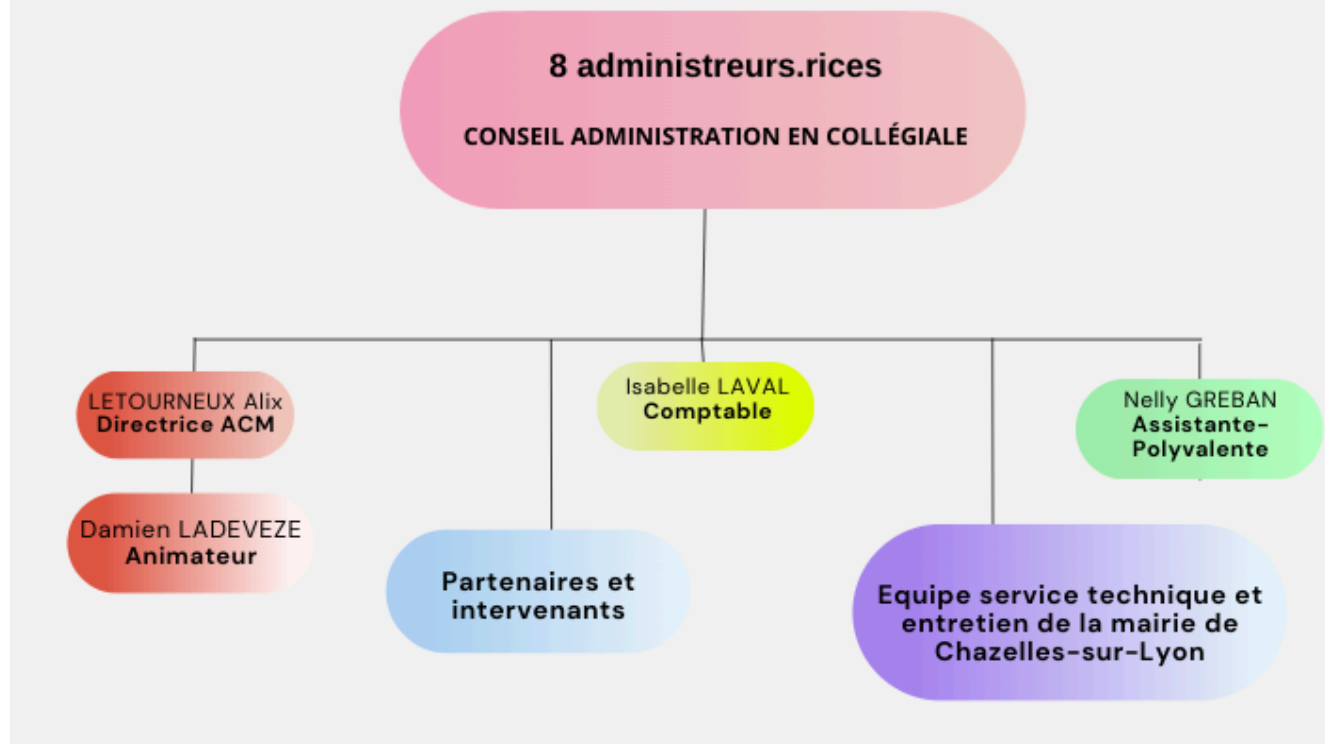 8 administreurs.rices
CONSEIL ADMINISTRATION EN COLLÉGIALE
LETOURNEUX Alix
Directrice ACM
Isabelle LAVAL
Comptable
Nelly GREBAN
Assistante-
Polyvalente
Damien LADEVEZE
Animateur
Partenaires et
intervenants
Equipe service technique et
entretien de la mairie de
Chazelles-sur-Lyon